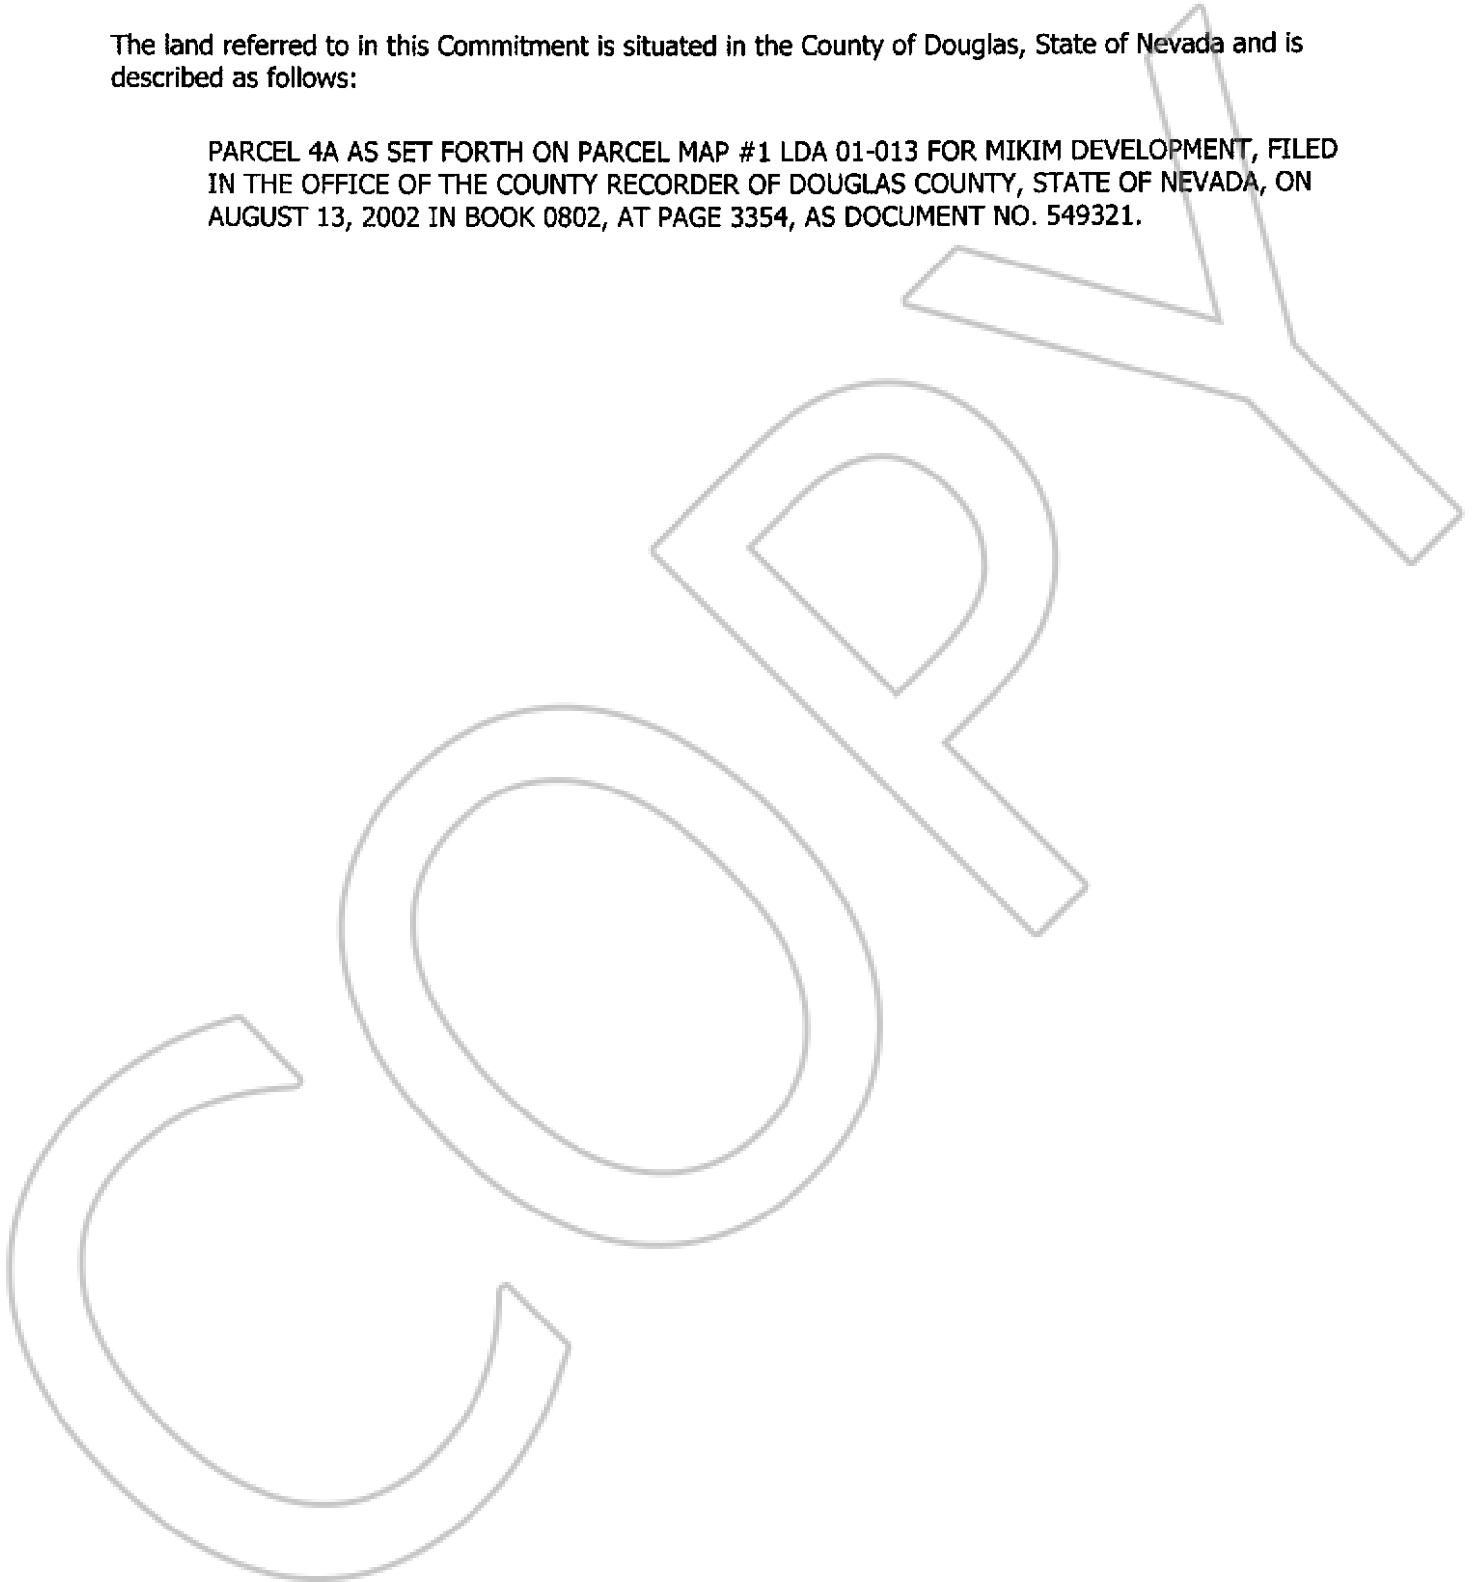 The land referred to in this Commitment is situated in the County of Douglas, State of Nevada and is
described as follows:
PARCEL 4A AS SET FORTH ON PARCEL MAP #1 LDA 01-013 FOR MIKIM DEVELOPMENT, FILED
IN THE OFFICE OF THE COUNTY RECORDER OF DOUGLAS COUNTY, STATE OF NEVADA, ON
AUGUST 13, 2002 IN BOOK 0802, AT PAGE 3354, AS DOCUMENT NO. 549321.
COPY